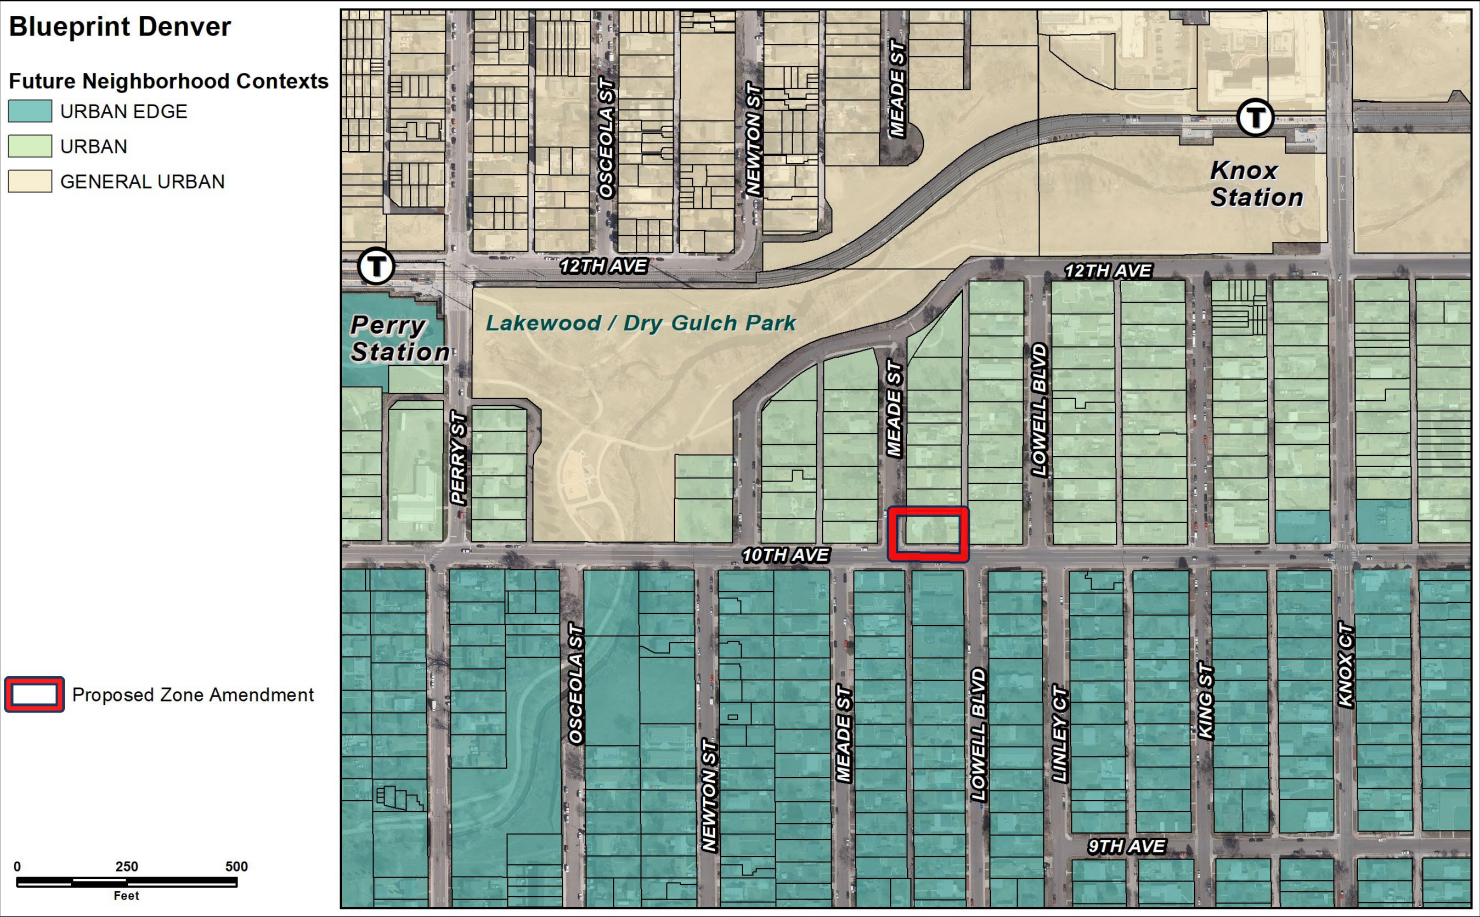 Blueprint Denver
Future Neighborhood Contexts
URBAN EDGE
URBAN
GENERAL URBAN
Proposed Zone Amendment
0 250 500
Feet
OSCEOLA ST
NEWTON ST
MEADE ST
T
Knox
Station
12TH AVE
12TH AVE
T
Perry
Station
Lakewood / Dry Gulch Park
PERRY ST
MEADE ST
LOWELL BLVD
10TH AVE
OSCEOLA ST
NEWTON ST
MEADE ST
LOWELL BLVD
LINLEY CT
KING ST
KNOX CT
9TH AVE